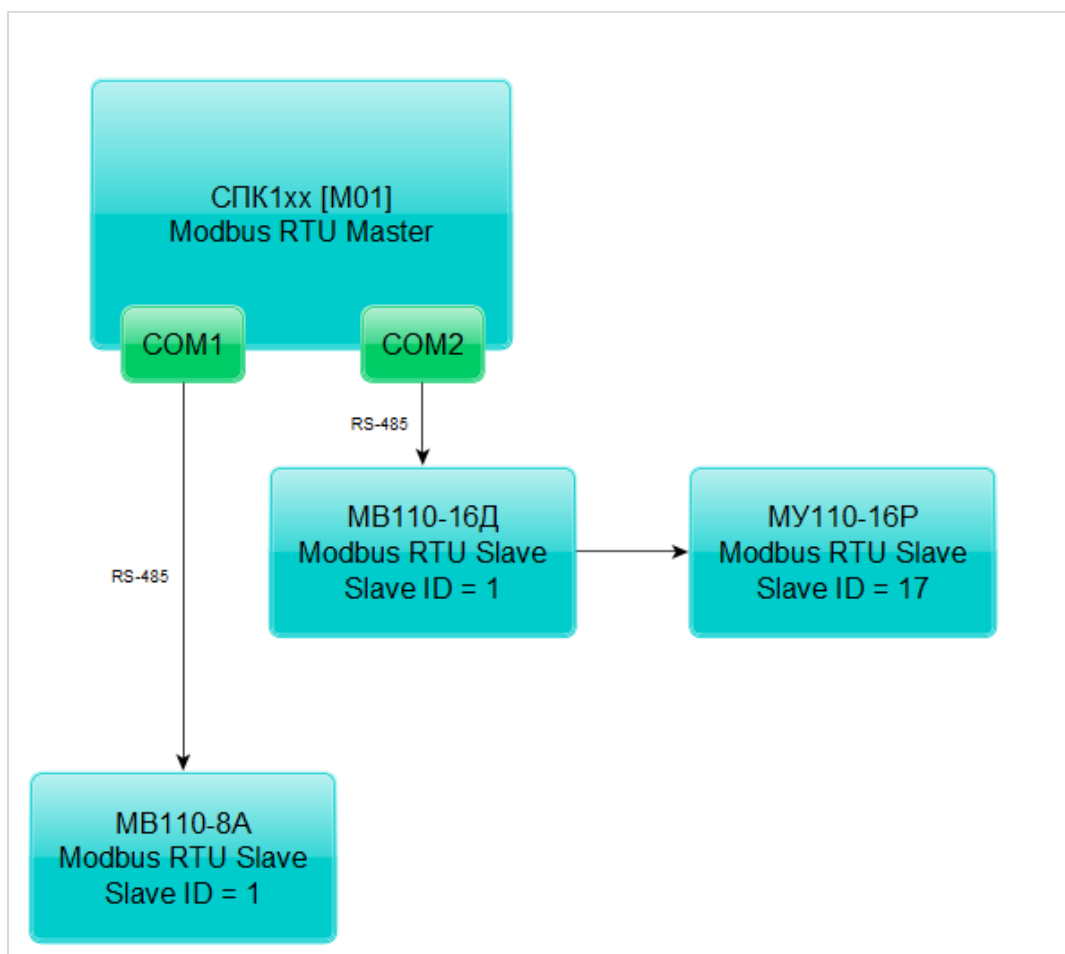 СПК1xx [M01]
Modbus RTU Master
COM1
COM2
RS-485
МВ110-16Д
Modbus RTU Slave
Slave ID = 1
МУ110-16Р
Modbus RTU Slave
Slave ID = 17
RS-485
МВ110-8А
Modbus RTU Slave
Slave ID = 1